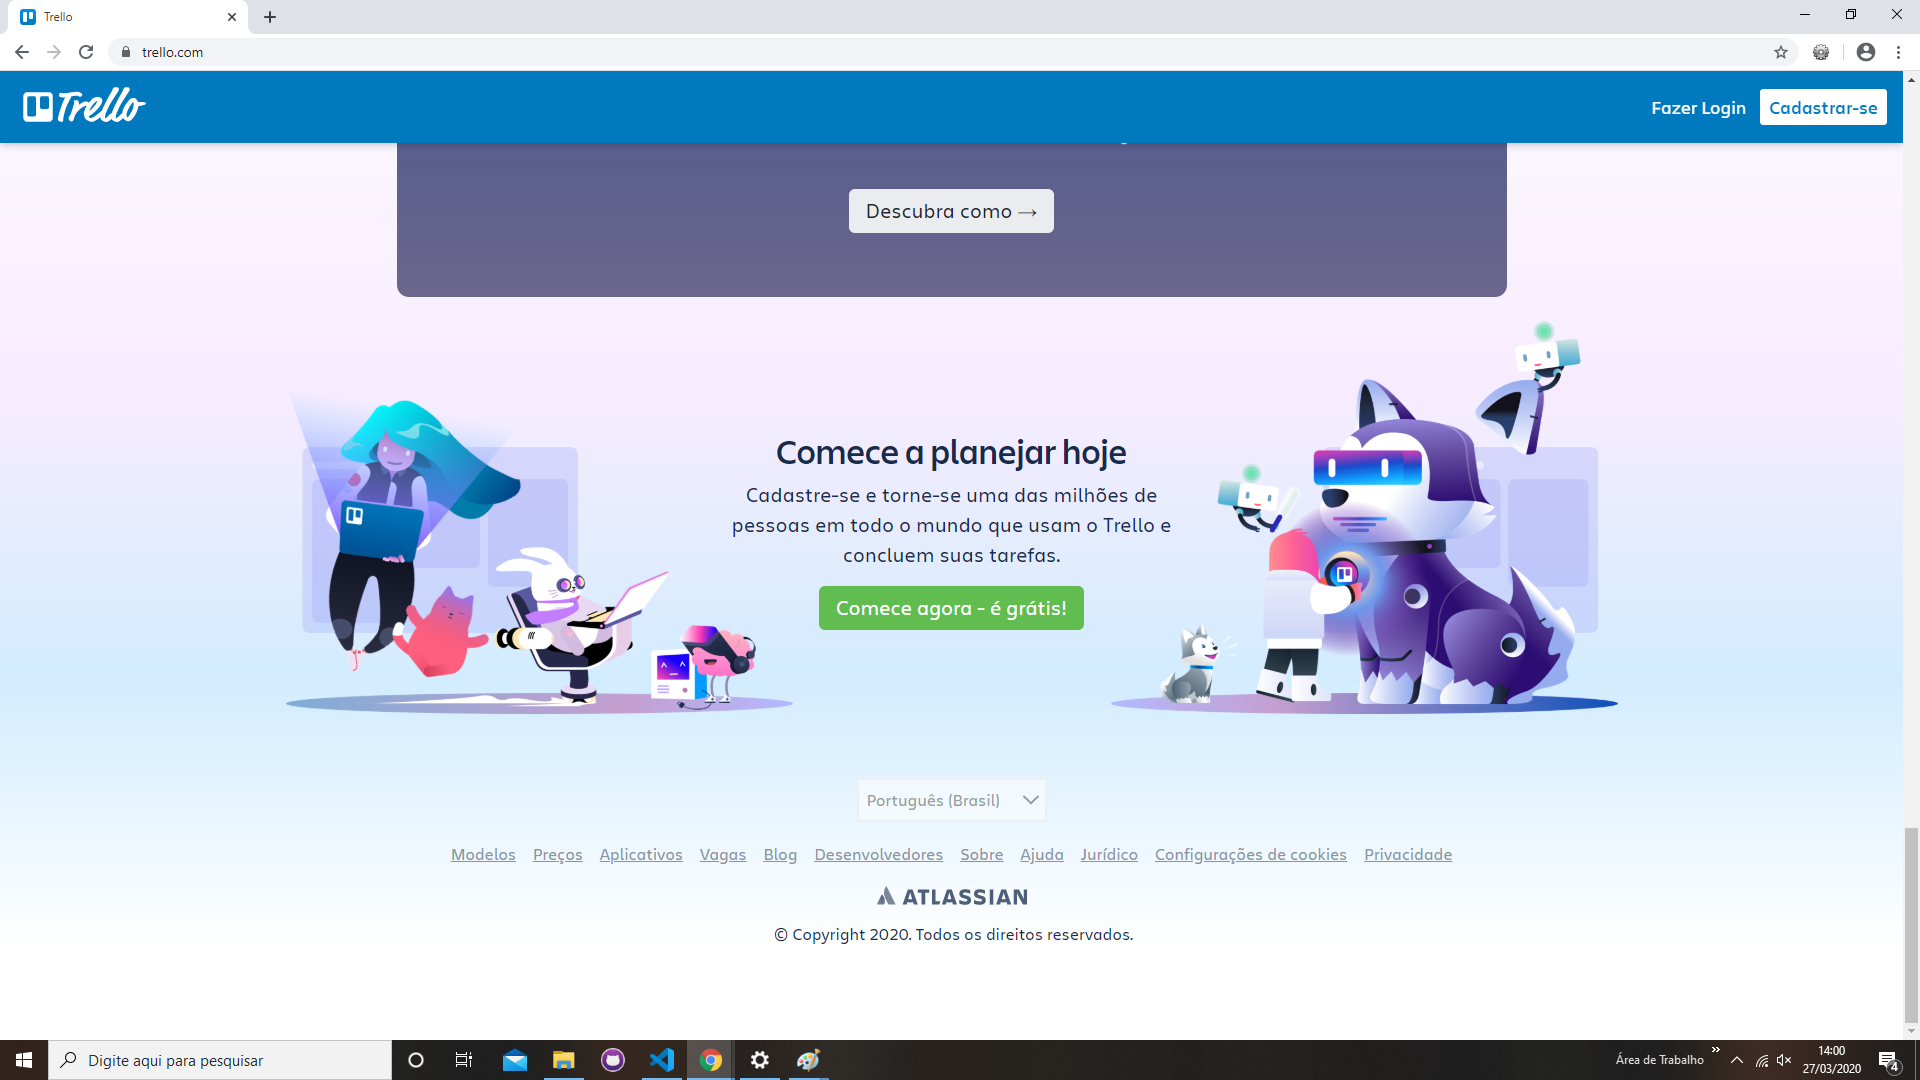 Trello
trello.com
Trello
Fazer Login
Cadastrar-se
Descubra como →
Comece a planejar hoje
Cadastre-se e torne-se uma das milhões de
pessoas em todo o mundo que usam o Trello e
concluem suas tarefas.
Comece agora - é grátis!
Português (Brasil)
Modelos Preços Aplicativos Vagas Blog Desenvolvedores Sobre Ajuda Jurídico Configurações de cookies Privacidade
ATLASSIAN
© Copyright 2020. Todos os direitos reservados.
Digite aqui para pesquisar
Área de Trabalho
14:00
27/03/2020
4